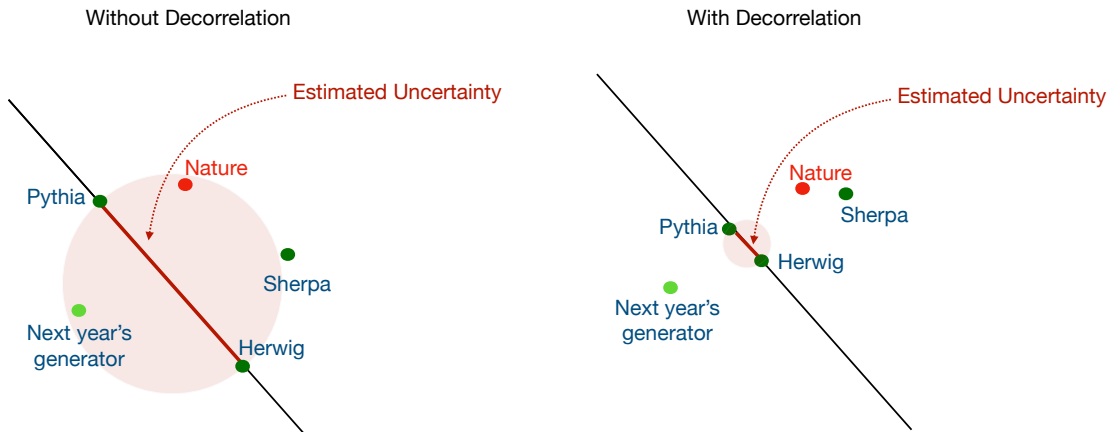 Without Decorrelation
Estimated Uncertainty
Nature
Pythia
Sherpa
Next year's
generator
Herwig
With Decorrelation
Estimated Uncertainty
Nature
Sherpa
Pythia
Herwig
Next year's
generator